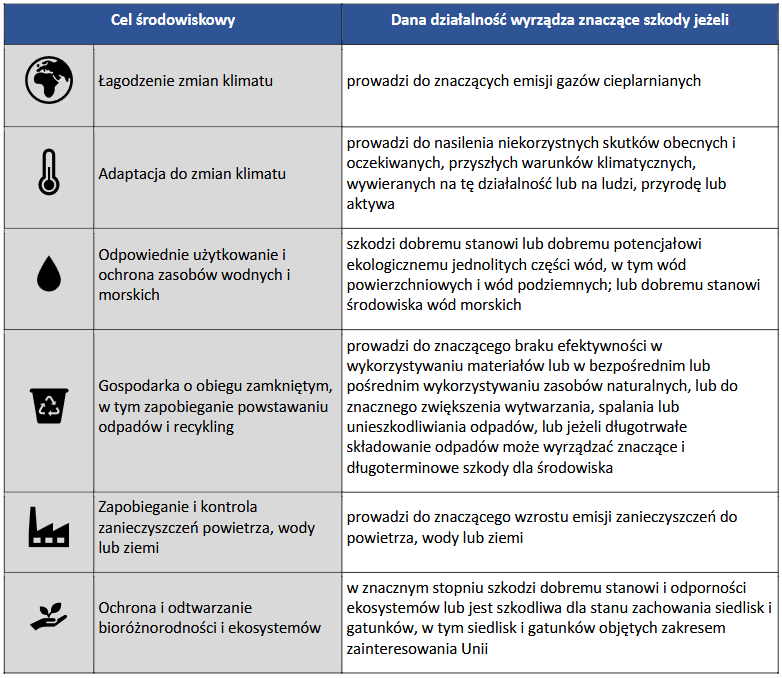 Cel środowiskowy
Dana działalność wyrządza znaczące szkody jeżeli
Łagodzenie zmian klimatu
prowadzi do znaczących emisji gazów cieplarnianych
Adaptacja do zmian klimatu
prowadzi do nasilenia niekorzystnych skutków obecnych i
oczekiwanych, przyszłych warunków klimatycznych,
wywieranych na tę działalność lub na ludzi, przyrodę lub
aktywa
Odpowiednie użytkowanie i
ochrona zasobów wodnych i
morskich
szkodzi dobremu stanowi lub dobremu potencjałowi
ekologicznemu jednolitych części wód, w tym wód
powierzchniowych i wód podziemnych; lub dobremu stanowi
środowiska wód morskich
Gospodarka o obiegu zamkniętym,
w tym zapobieganie powstawaniu
odpadów i recykling
prowadzi do znaczącego braku efektywności w
wykorzystywaniu materiałów lub w bezpośrednim lub
pośrednim wykorzystywaniu zasobów naturalnych, lub do
znacznego zwiększenia wytwarzania, spalania lub
unieszkodliwiania odpadów, lub jeżeli długotrwałe
składowanie odpadów może wyrządzać znaczące i
długoterminowe szkody dla środowiska
Zapobieganie i kontrola
zanieczyszczeń powietrza, wody
lub ziemi
prowadzi do znaczącego wzrostu emisji zanieczyszczeń do
powietrza, wody lub ziemi
Ochrona i odtwarzanie
bioróżnorodności i ekosystemów
w znacznym stopniu szkodzi dobremu stanowi i odporności
ekosystemów lub jest szkodliwa dla stanu zachowania siedlisk i
gatunków, w tym siedlisk i gatunków objętych zakresem
zainteresowania Unii